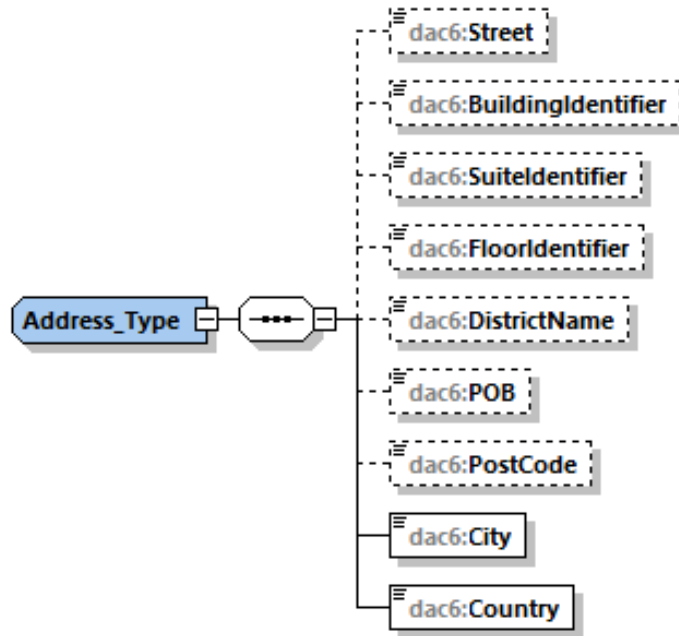 dac6:Street
dac6:BuildingIdentifier
dac6:SuiteIdentifier
dac6:FloorIdentifier
Address_Type
dac6:DistrictName
dac6:POB
dac6:PostCode
dac6:City
dac6:Country